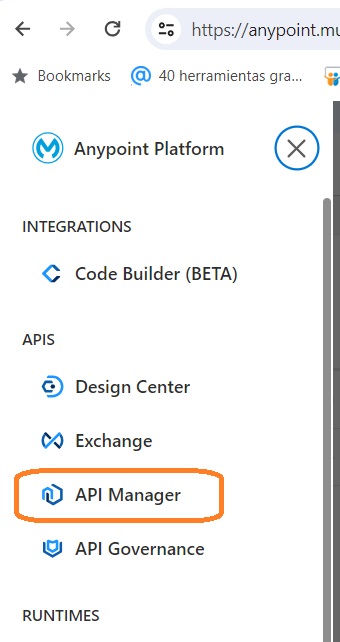 https://anypoint.mu
Bookmarks 40 herramientas gra...
Anypoint Platform
INTEGRATIONS
Code Builder (BETA)
APIS
Design Center
Exchange
API Manager
API Governance
RUNTIMES